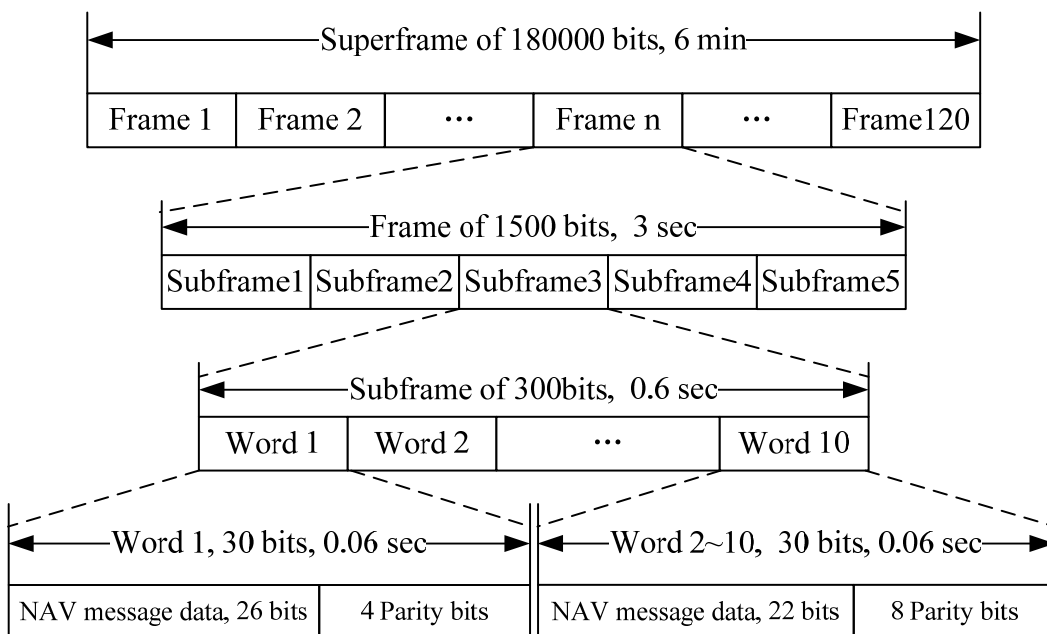 Superframe of 180000 bits, 6 min
Frame 1 Frame 2 ... Frame n ... Frame120
Frame of 1500 bits, 3 sec
Subframe1 Subframe2 Subframe3 Subframe4 Subframe5
Subframe of 300bits, 0.6 sec
Word 1 Word 2 ... Word 10
Word 1, 30 bits, 0.06 sec Word 2~10, 30 bits, 0.06 sec
NAV message data, 26 bits 4 Parity bits NAV message data, 22 bits 8 Parity bits